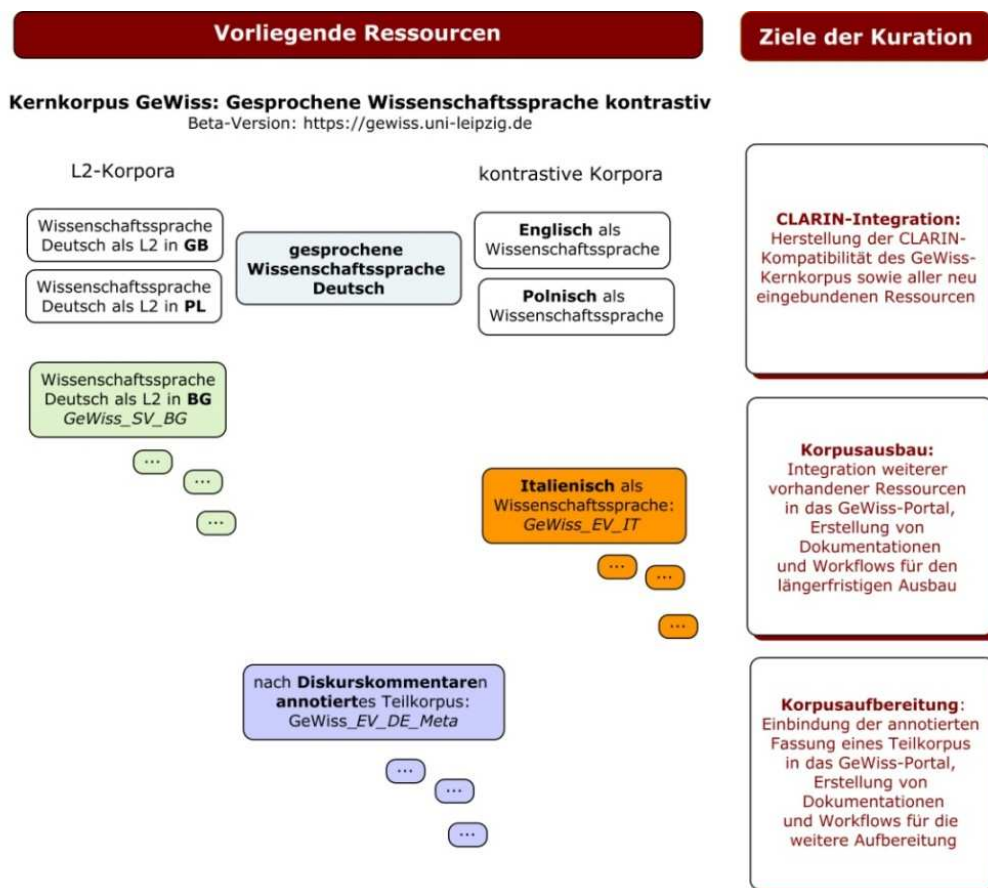 Vorliegende Ressourcen
Ziele der Kuration
Kernkorpus GeWiss: Gesprochene Wissenschaftssprache kontrastiv
Beta-Version: https://gewiss.uni-leipzig.de
L2-Korpora
kontrastive Korpora
Wissenschaftssprache
Deutsch als L2 in GB
Wissenschaftssprache
Deutsch als L2 in PL
gesprochene
Wissenschaftssprache
Deutsch
Englisch als
Wissenschaftssprache
Polnisch als
Wissenschaftssprache
CLARIN-Integration:
Herstellung der CLARIN-
Kompatibilität des GeWiss-
Kernkorpus sowie aller neu
eingebundenen Ressourcen
Wissenschaftssprache
Deutsch als L2 in BG
GeWiss_SV_BG
...
...
...
Italienisch als
Wissenschaftssprache:
GeWiss_EV_IT
...
...
...
Korpusausbau:
Integration weiterer
vorhandener Ressourcen
in das GeWiss-Portal,
Erstellung von
Dokumentationen
und Workflows für den
längerfristigen Ausbau
nach Diskurskommentaren
annotiertes Teilkorpus:
GeWiss_EV_DE_Meta
...
...
...
Korpusaufbereitung:
Einbindung der annotierten
Fassung eines Teilkorpus
in das GeWiss-Portal,
Erstellung von
Dokumentationen
und Workflows für die
weitere Aufbereitung